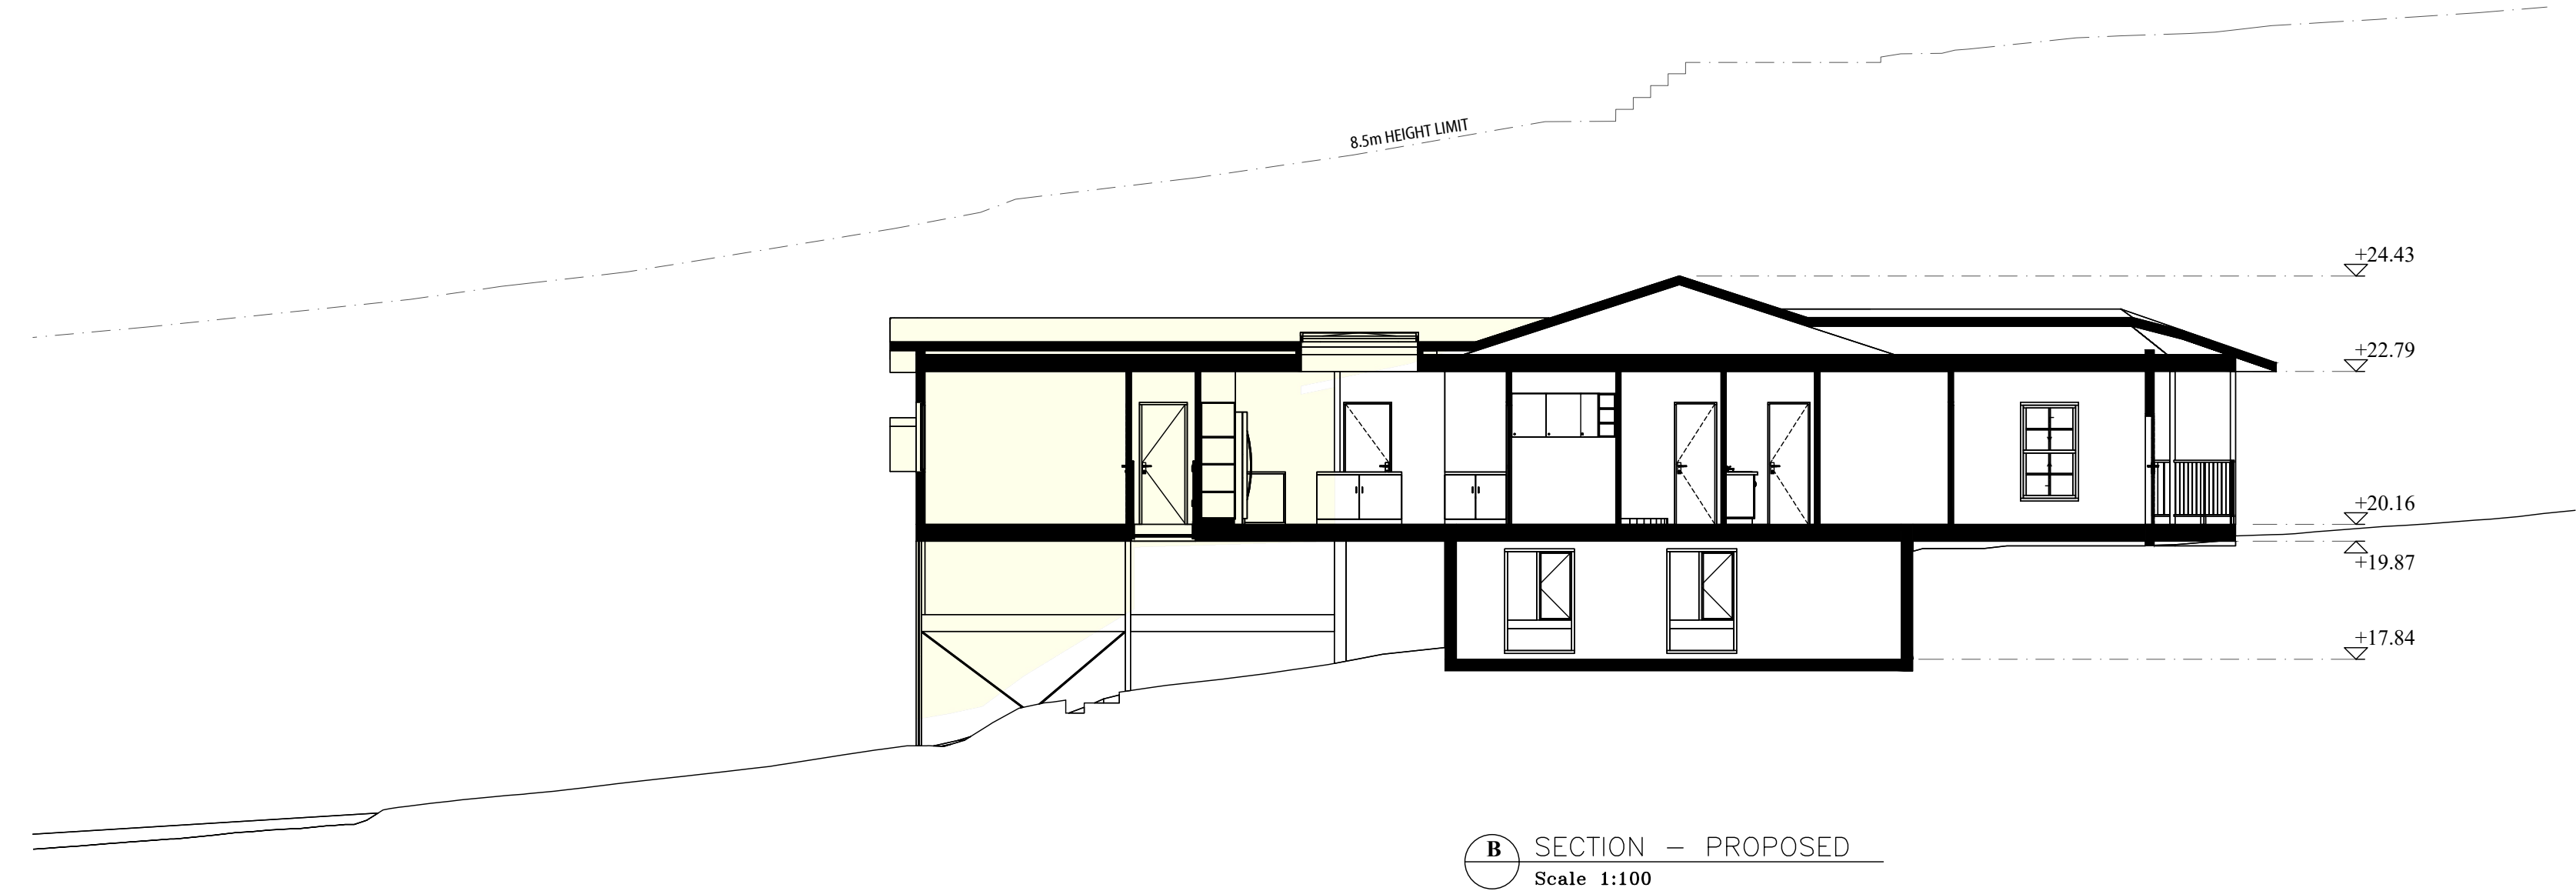 8.5m HEIGHT LIMIT
+24.43
+22.79
+20.16
+19.87
+17.84
B
SECTION - PROPOSED
Scale 1:100